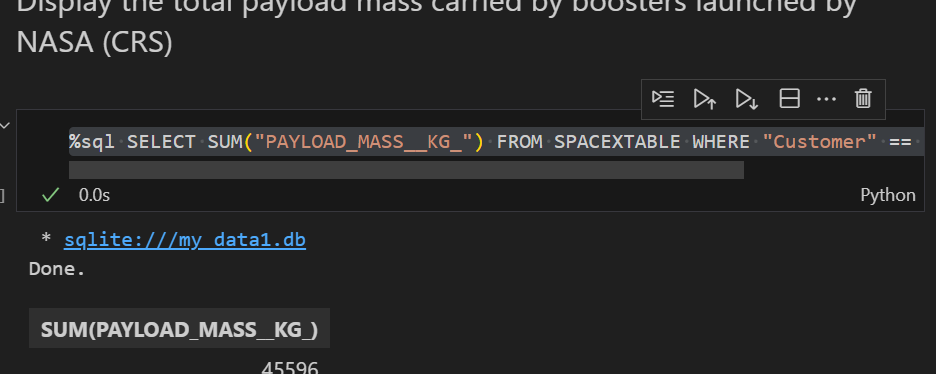 Display the total payload mass carried by boosters launched by
NASA (CRS)
%sql SELECT SUM("PAYLOAD_MASS__KG_") FROM SPACEXTABLE WHERE "Customer" ==
]
0.0s
Python
* sqlite:///my_data1.db
Done.
SUM(PAYLOAD_MASS__KG_)
45596